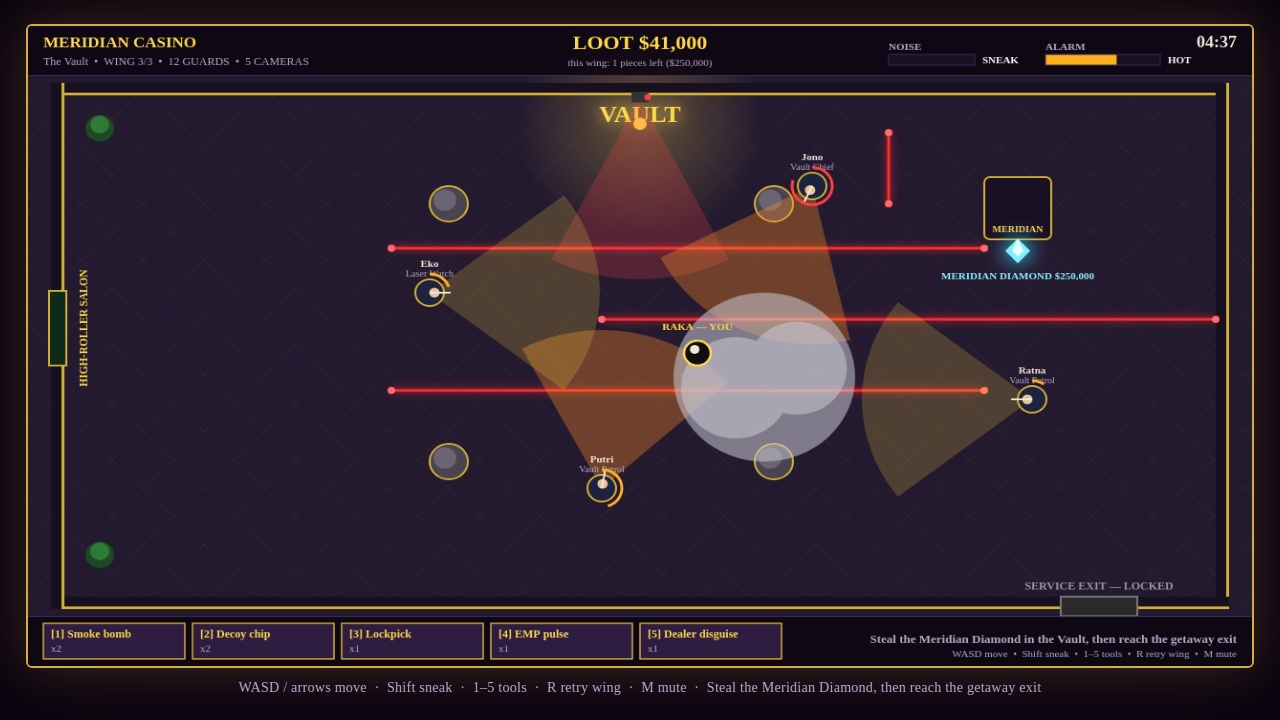 MERIDIAN CASINO
The Vault • WING 3/3 • 12 GUARDS • 5 CAMERAS
LOOT $41,000
this wing: 1 pieces left ($250,000)
NOISE
SNEAK
ALARM
HOT
04:37
VAULT
Jono
Vault Chief
MERIDIAN
MERIDIAN DIAMOND $250,000
Eko
Laser Watch
HIGH-ROLLER SALON
RAKA — YOU
Ratna
Vault Patrol
Putri
Vault Patrol
SERVICE EXIT — LOCKED
[1] Smoke bomb
x2
[2] Decoy chip
x2
[3] Lockpick
x1
[4] EMP pulse
x1
[5] Dealer disguise
x1
Steal the Meridian Diamond in the Vault, then reach the getaway exit
WASD move • Shift sneak • 1–5 tools • R retry wing • M mute
WASD / arrows move · Shift sneak · 1–5 tools · R retry wing · M mute · Steal the Meridian Diamond, then reach the getaway exit